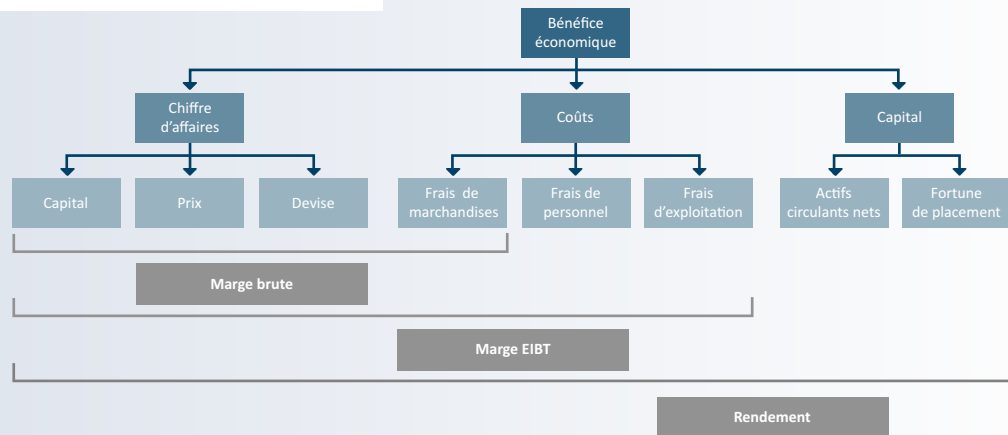 Bénéfice
économique
Chiffre
d'affaires
Coûts
Capital
Capital
Prix
Devise
Frais de
marchandises
Frais de
personnel
Frais
d'exploitation
Actifs
circulants nets
Fortune
de placement
Marge brute
Marge EIBT
Rendement